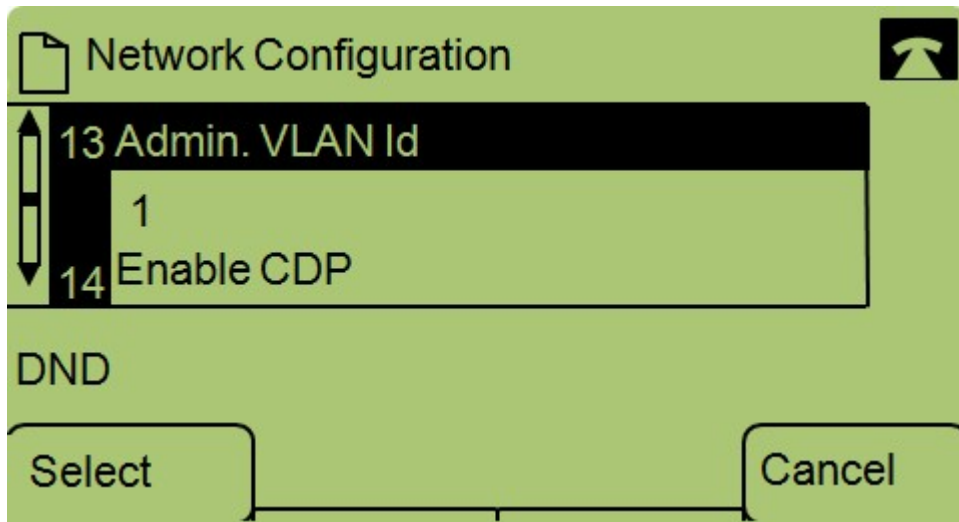 Network Configuration
13 Admin. VLAN Id
1
14 Enable CDP
DND
Select
Cancel